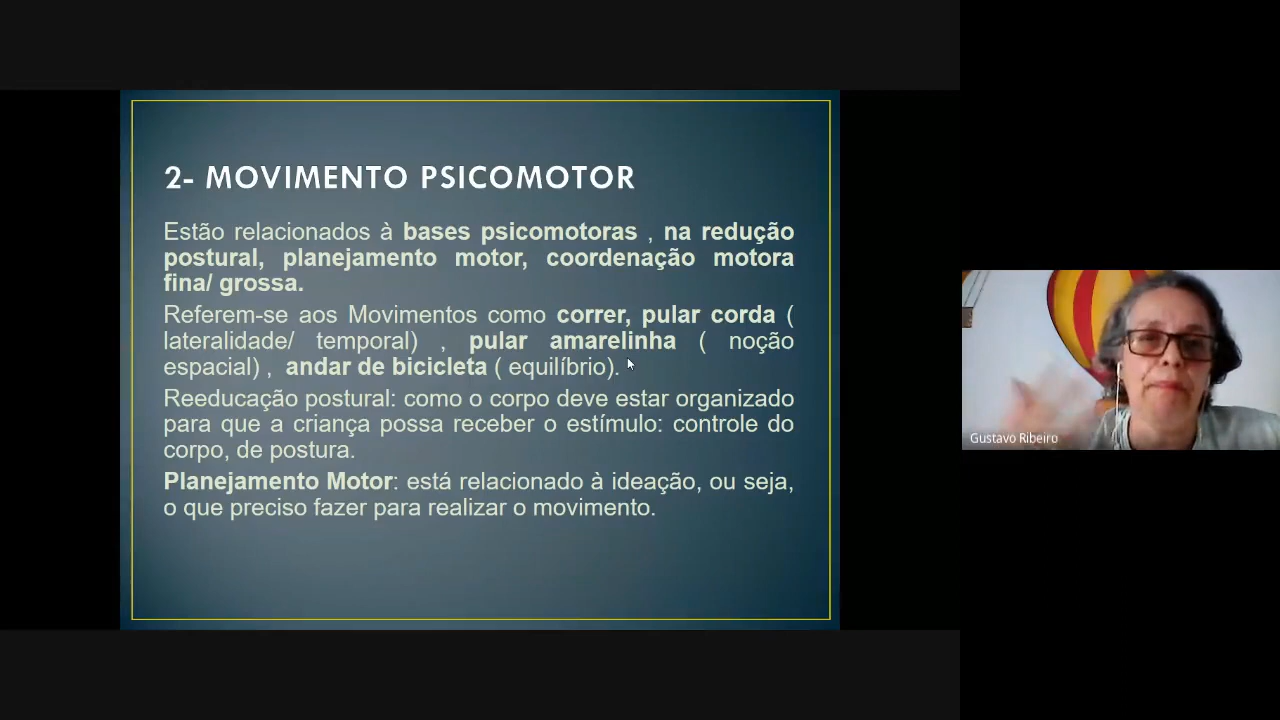 2- MOVIMENTO PSICOMOTOR
Estão relacionados à bases psicomotoras , na redução
postural, planejamento motor, coordenação motora
fina/ grossa.
Referem-se aos Movimentos como correr, pular corda (
lateralidade/ temporal) , pular amarelinha ( noção
espacial) , andar de bicicleta ( equilíbrio).
Reeducação postural: como o corpo deve estar organizado
para que a criança possa receber o estímulo: controle do
corpo, de postura.
Planejamento Motor: está relacionado à ideação, ou seja,
o que preciso fazer para realizar o movimento.
Gustavo Ribeiro